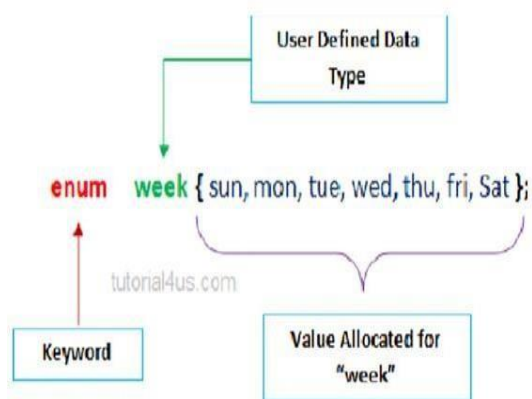 User Defined Data
Type
enum week { sun, mon, tue, wed, thu, fri, Sat };
tutorial4us.com
Keyword
Value Allocated for
“week”